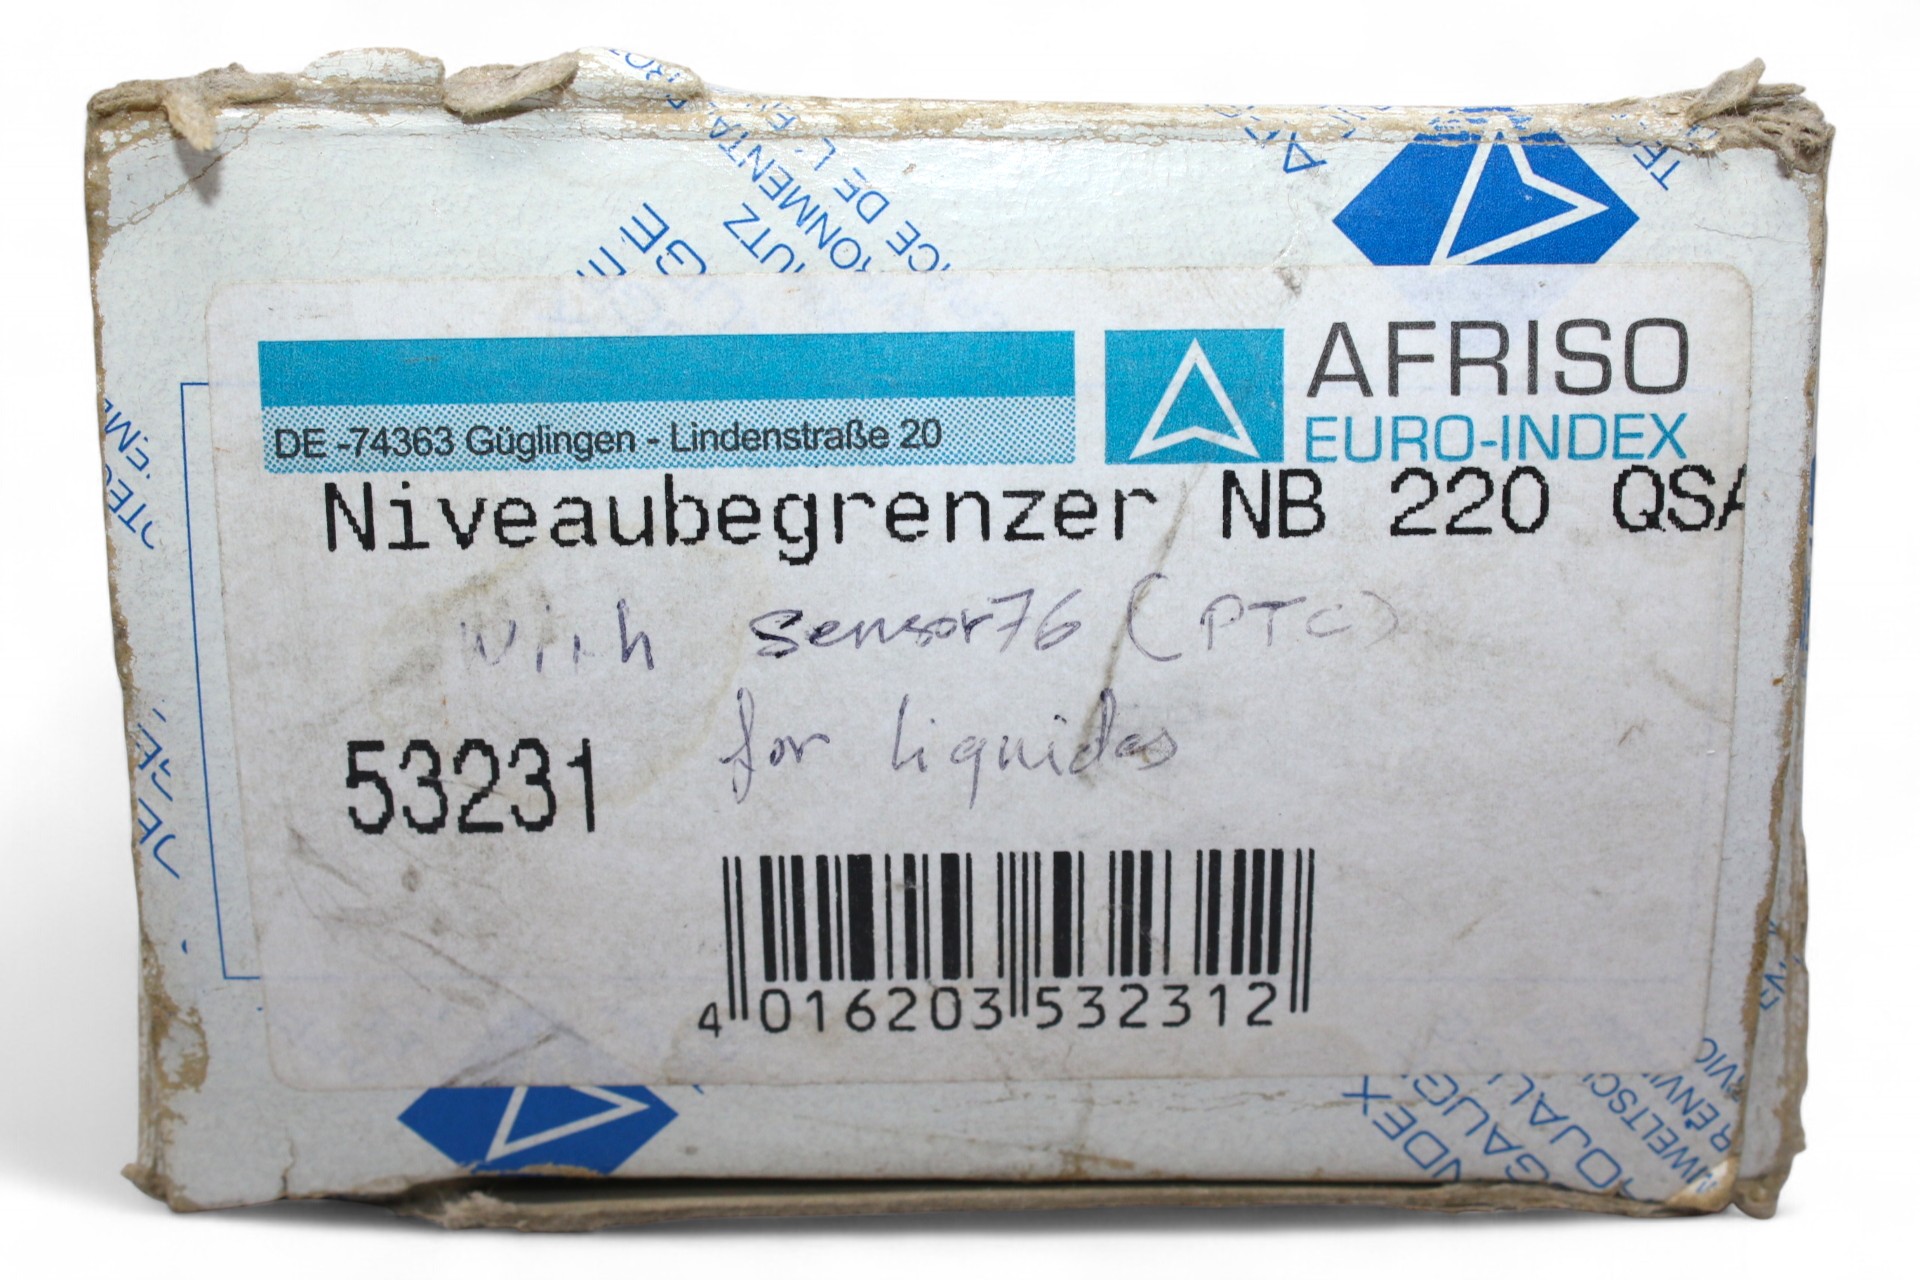 AFRISO
EURO-INDEX
DE -74363 Güglingen - Lindenstraße 20
Niveaubegrenzer NB 220 QSA
With sensor76 (PTC)
for liquides
53231
4 016203 532312